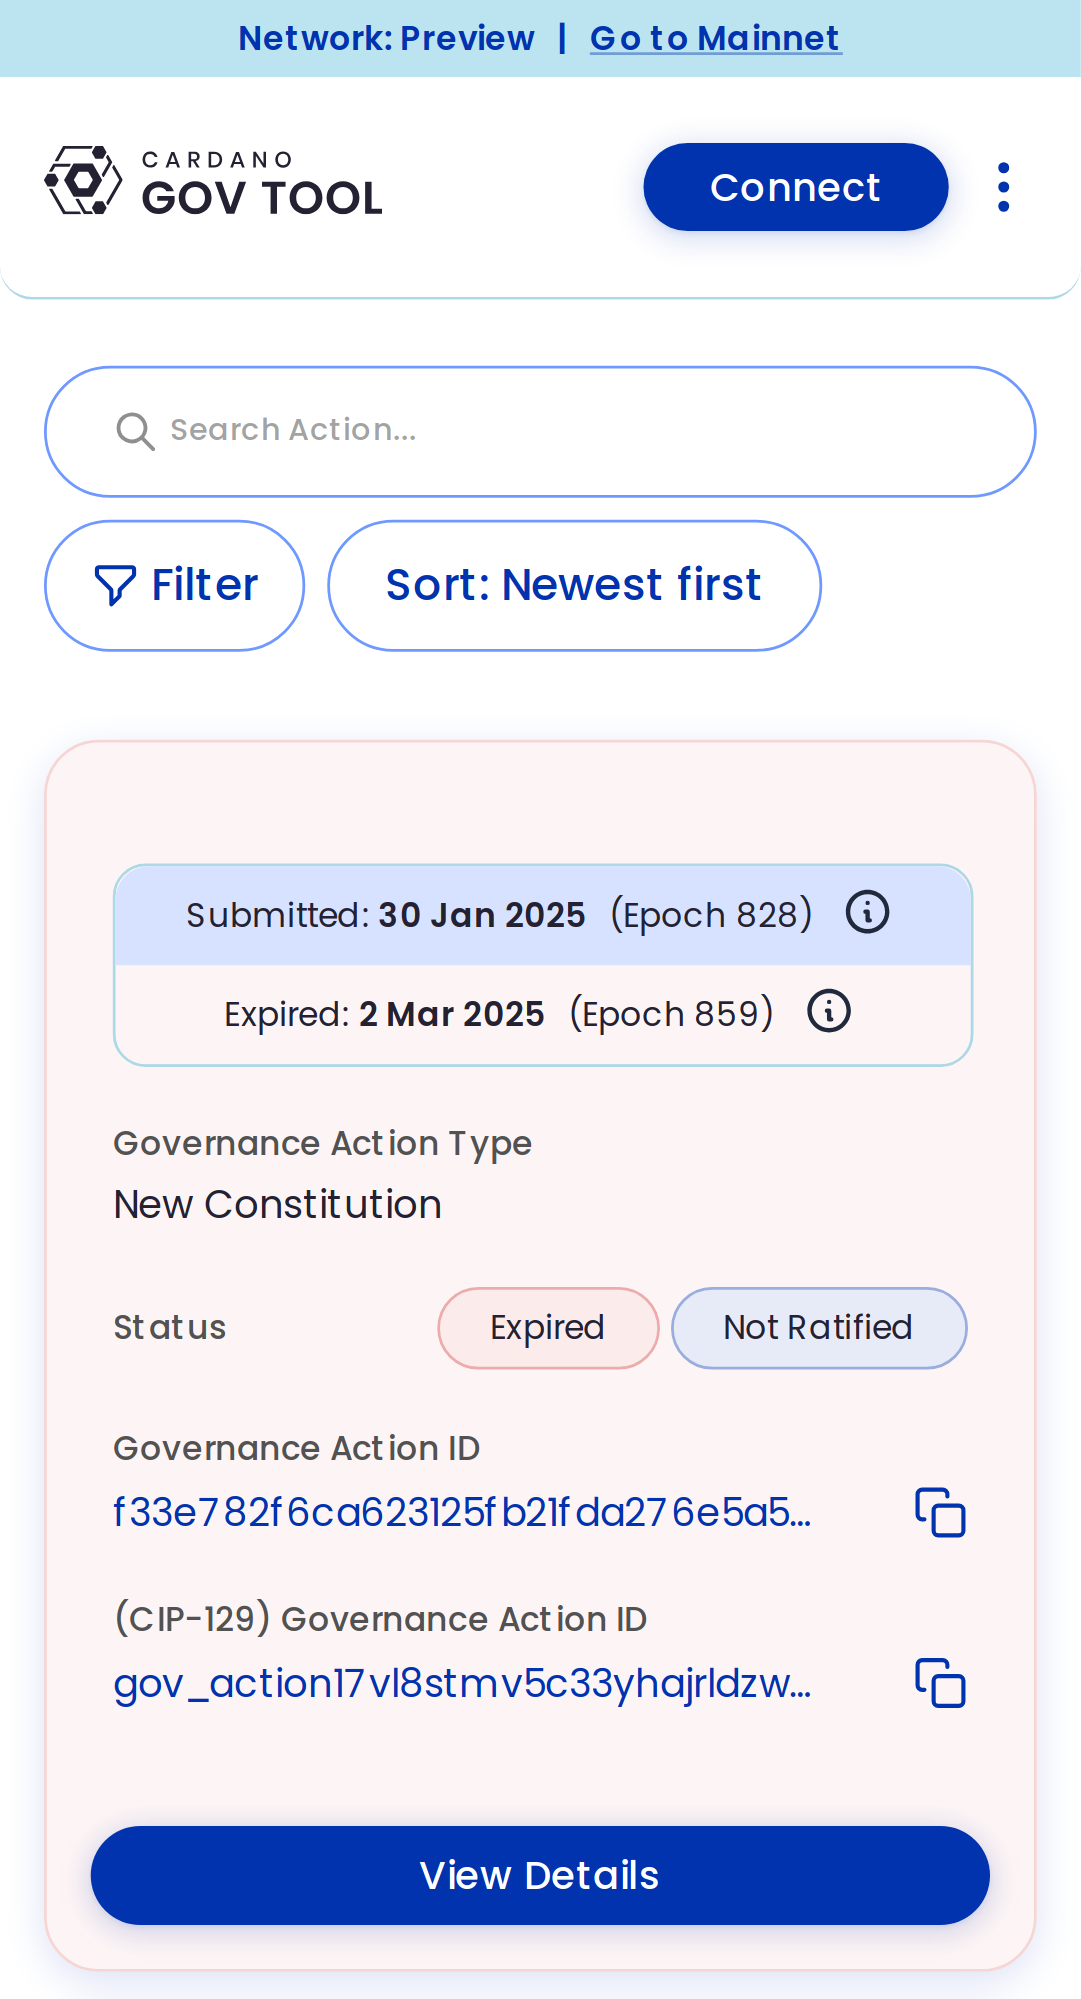 Network: Preview | Go to Mainnet
CARDANO
GOV TOOL
Connect
Search Action...
Filter
Sort: Newest first
Submitted: 30 Jan 2025 (Epoch 828)
Expired: 2 Mar 2025 (Epoch 859)
Governance Action Type
New Constitution
Status
Expired
Not Ratified
Governance Action ID
f33e782f6ca623125fb21fda276e5a5...
(CIP-129) Governance Action ID
gov_action17vl8stmv5c33yhajrldzw...
View Details